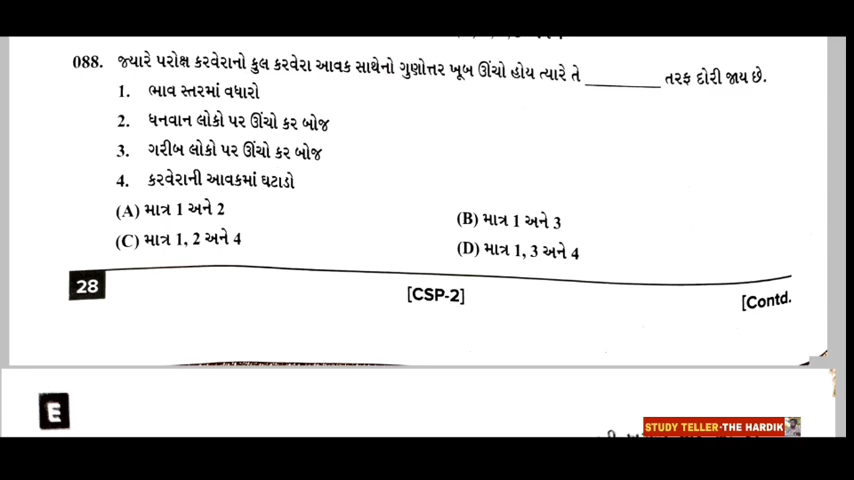 088. જ્યારે પરોક્ષ કરવેરાનો કુલ કરવેરા આવક સાથેનો ગુણોત્તર ખૂબ ઊંચો હોય ત્યારે તે ________ તરફ દોરી જાય છે.
1. ભાવ સ્તરમાં વધારો
2. ધનવાન લોકો પર ઊંચો કર બોજ
3. ગરીબ લોકો પર ઊંચો કર બોજ
4. કરવેરાની આવકમાં ઘટાડો
(A) માત્ર 1 અને 2 (B) માત્ર 1 અને 3
(C) માત્ર 1, 2 અને 4 (D) માત્ર 1, 3 અને 4
28 [CSP-2] [Contd.
E
STUDY TELLER-THE HARDIK